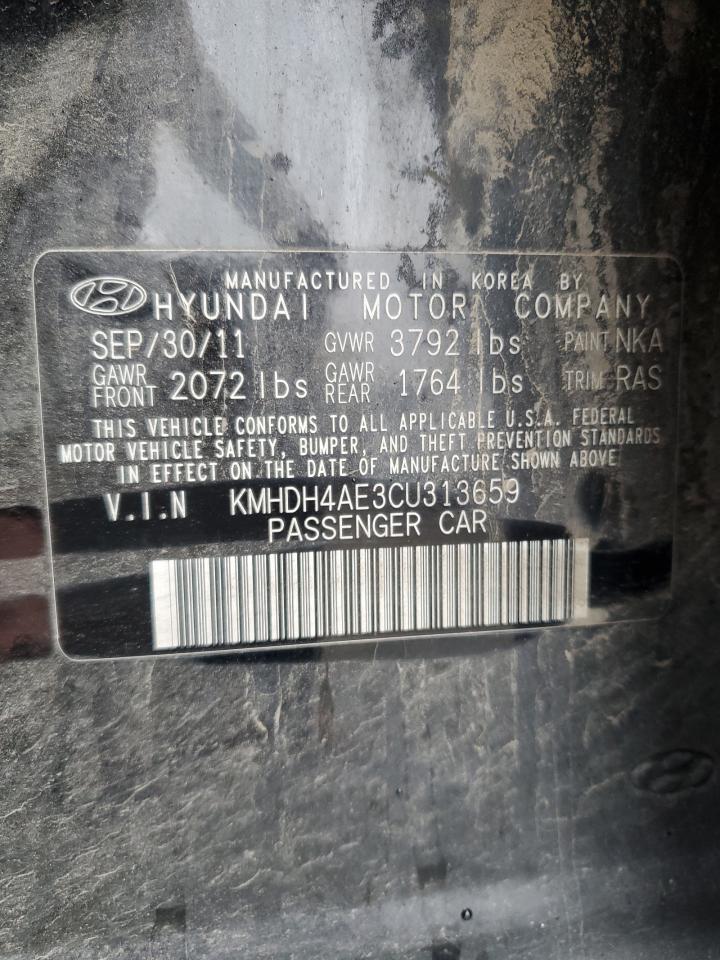 MANUFACTURED IN KOREA BY
HYUNDAI MOTOR COMPANY
SEP/30/11 GVWR 3792 lbs PAINT NKA
GAWR FRONT 2072 lbs GAWR REAR 1764 lbs TRIM RAS
THIS VEHICLE CONFORMS TO ALL APPLICABLE U.S.A. FEDERAL
MOTOR VEHICLE SAFETY, BUMPER, AND THEFT PREVENTION STANDARDS
IN EFFECT ON THE DATE OF MANUFACTURE SHOWN ABOVE
V.I.N KMHDH4AE3CU313659
PASSENGER CAR